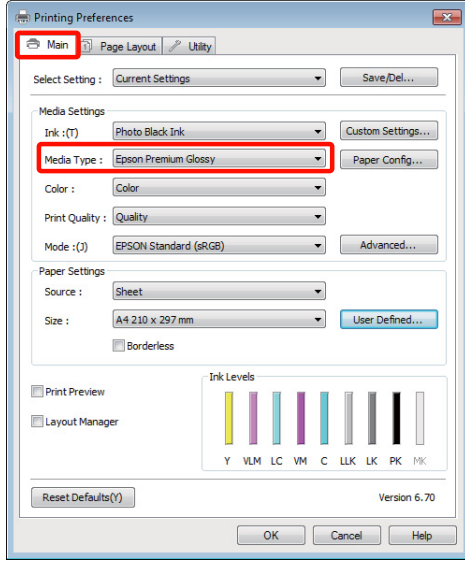 Printing Preferences
Main Page Layout Utility
Select Setting : Current Settings Save/Del...
Media Settings
Ink :(T) Photo Black Ink Custom Settings...
Media Type : Epson Premium Glossy Paper Config...
Color : Color
Print Quality : Quality
Mode :(J) EPSON Standard (sRGB) Advanced...
Paper Settings
Source : Sheet
Size : A4 210 x 297 mm User Defined...
Borderless
Ink Levels
Print Preview
Layout Manager
Y VLM LC VM C LLK LK PK MK
Reset Defaults(Y) Version 6.70
OK Cancel Help